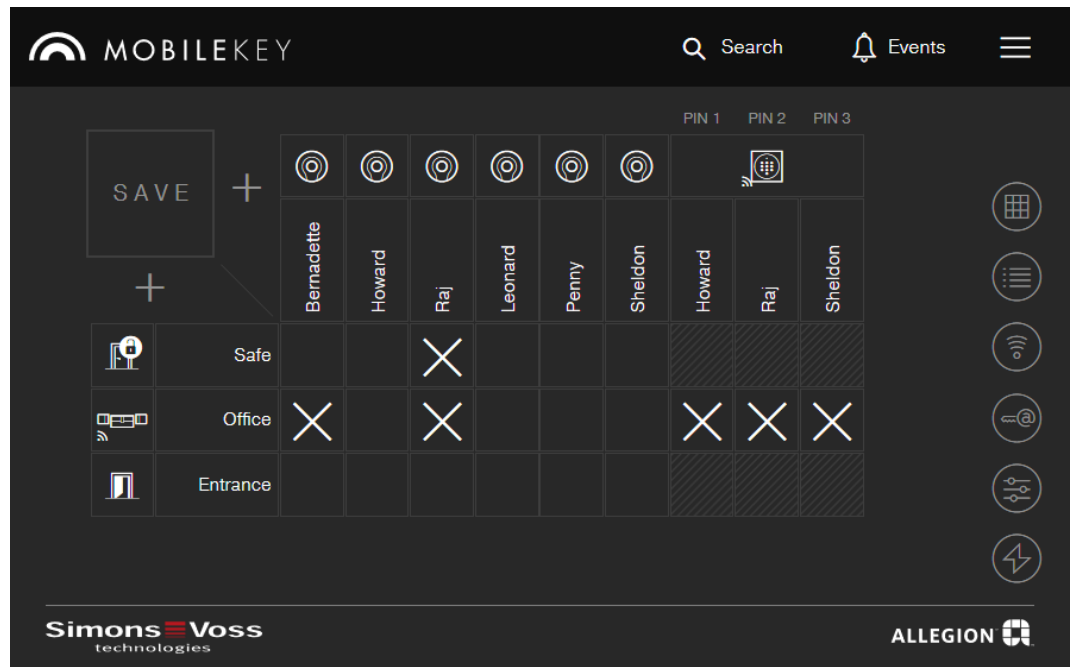 MOBILEKEY
Search
Events
PIN 1 PIN 2 PIN 3
SAVE
Bernadette
Howard
Raj
Leonard
Penny
Sheldon
Howard
Raj
Sheldon
Safe
Office
Entrance
Simons Voss
technologies
ALLEGION